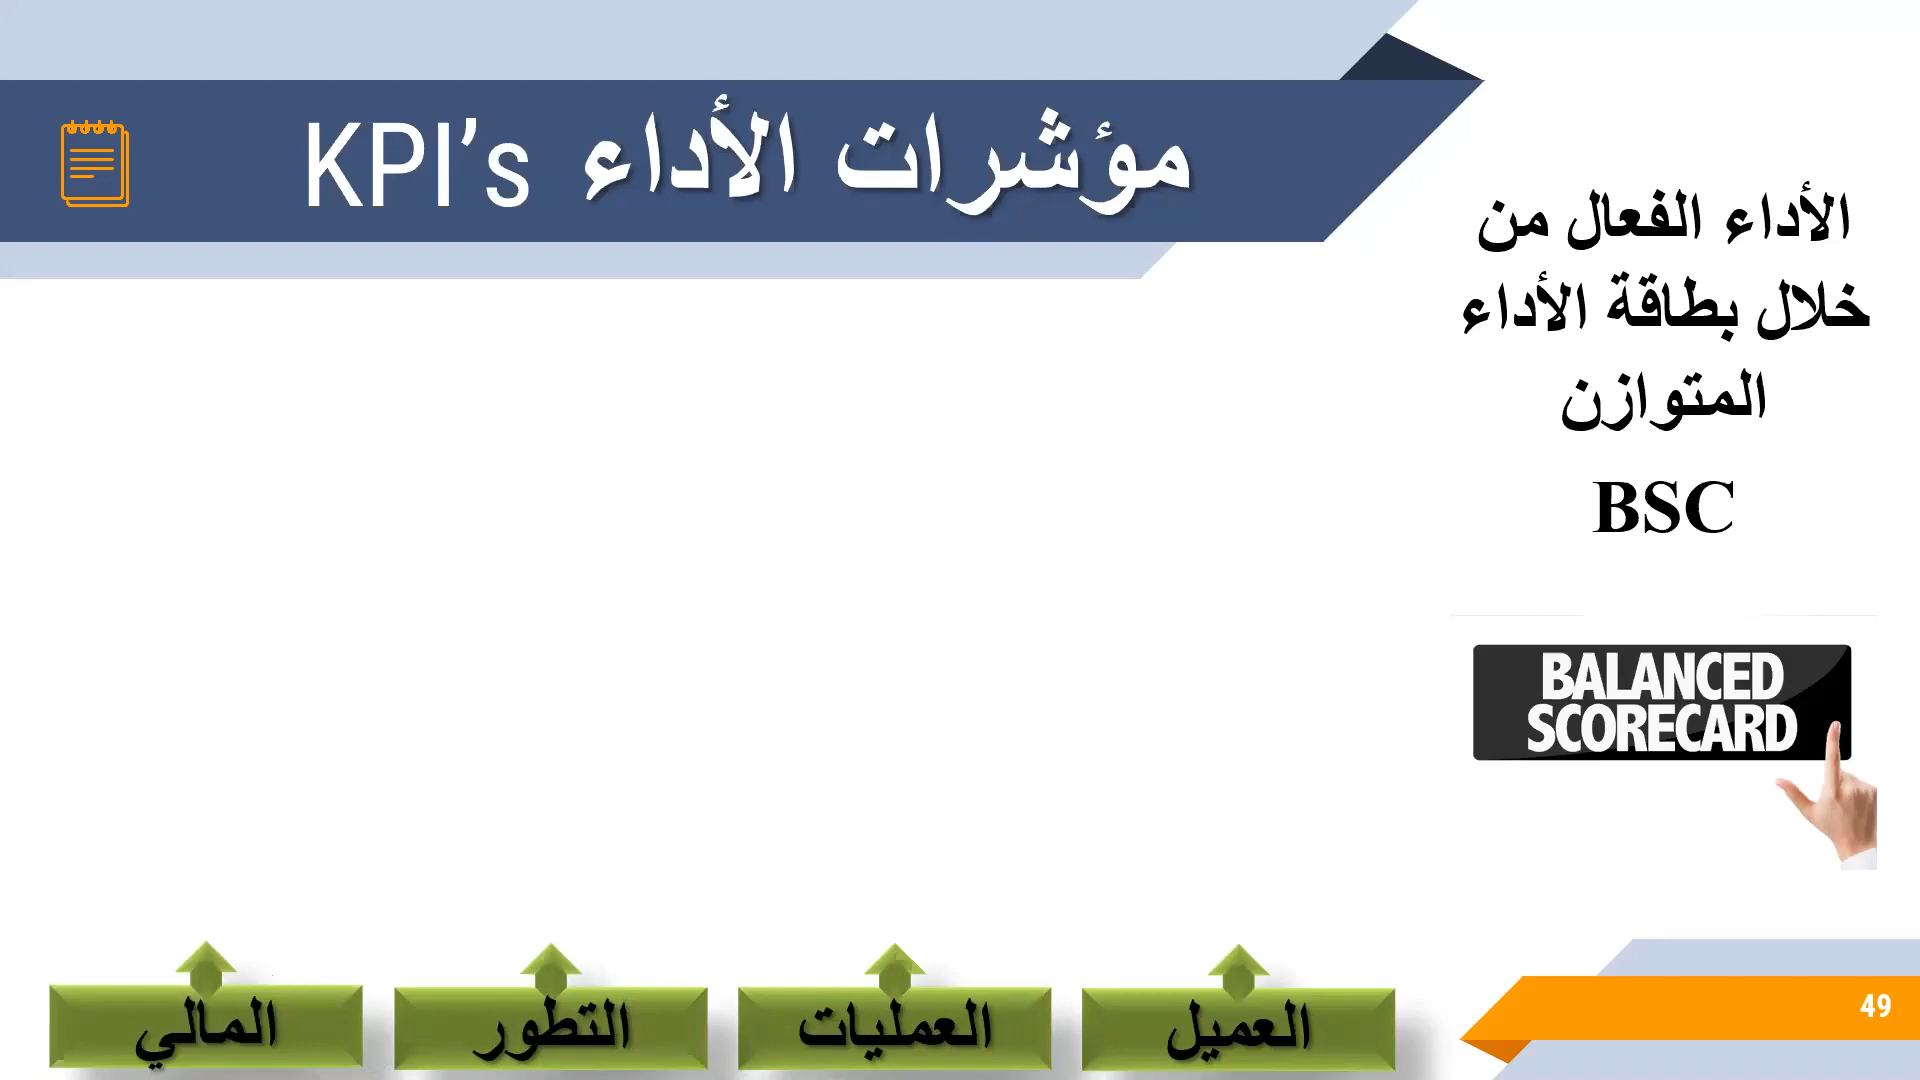 مؤشرات الأداء KPI’s
الأداء الفعال من
خلال بطاقة الأداء
المتوازن
BSC
BALANCED
SCORECARD
العميل
العمليات
التطور
المالي
49